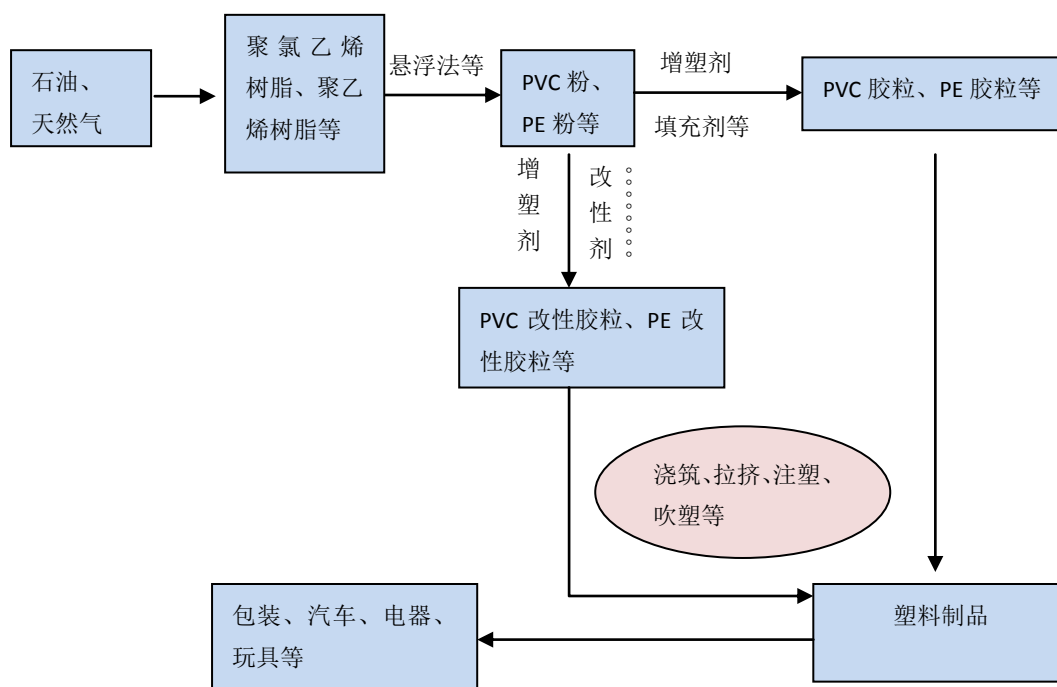 石油、
天然气
聚氯乙烯
树脂、聚乙
烯树脂等
悬浮法等
PVC 粉、
PE 粉等
增塑剂
填充剂等
PVC 胶粒、PE 胶粒等
增塑剂
改性剂
。。。。。。。。
PVC 改性胶粒、PE 改
性胶粒等
浇筑、拉挤、注塑、
吹塑等
塑料制品
包装、汽车、电器、
玩具等